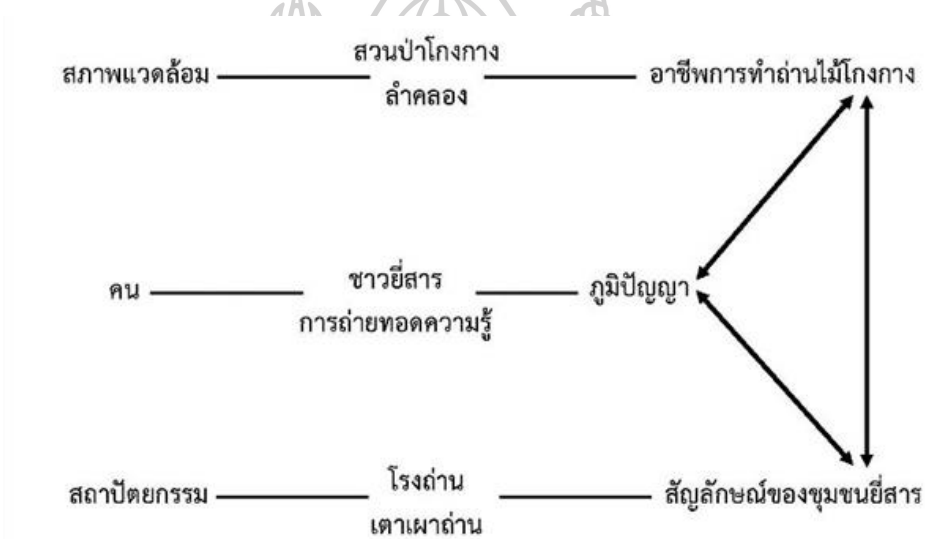 สภาพแวดล้อม สวนป่าโกงกาง อาชีพการทำถ่านไม้โกงกาง
ลำคลอง
คน ชาวยี่สาร ภูมิปัญญา
การถ่ายทอดความรู้
สถาปัตยกรรม โรงถ่าน สัญลักษณ์ของชุมชนยี่สาร
เตาเผาถ่าน